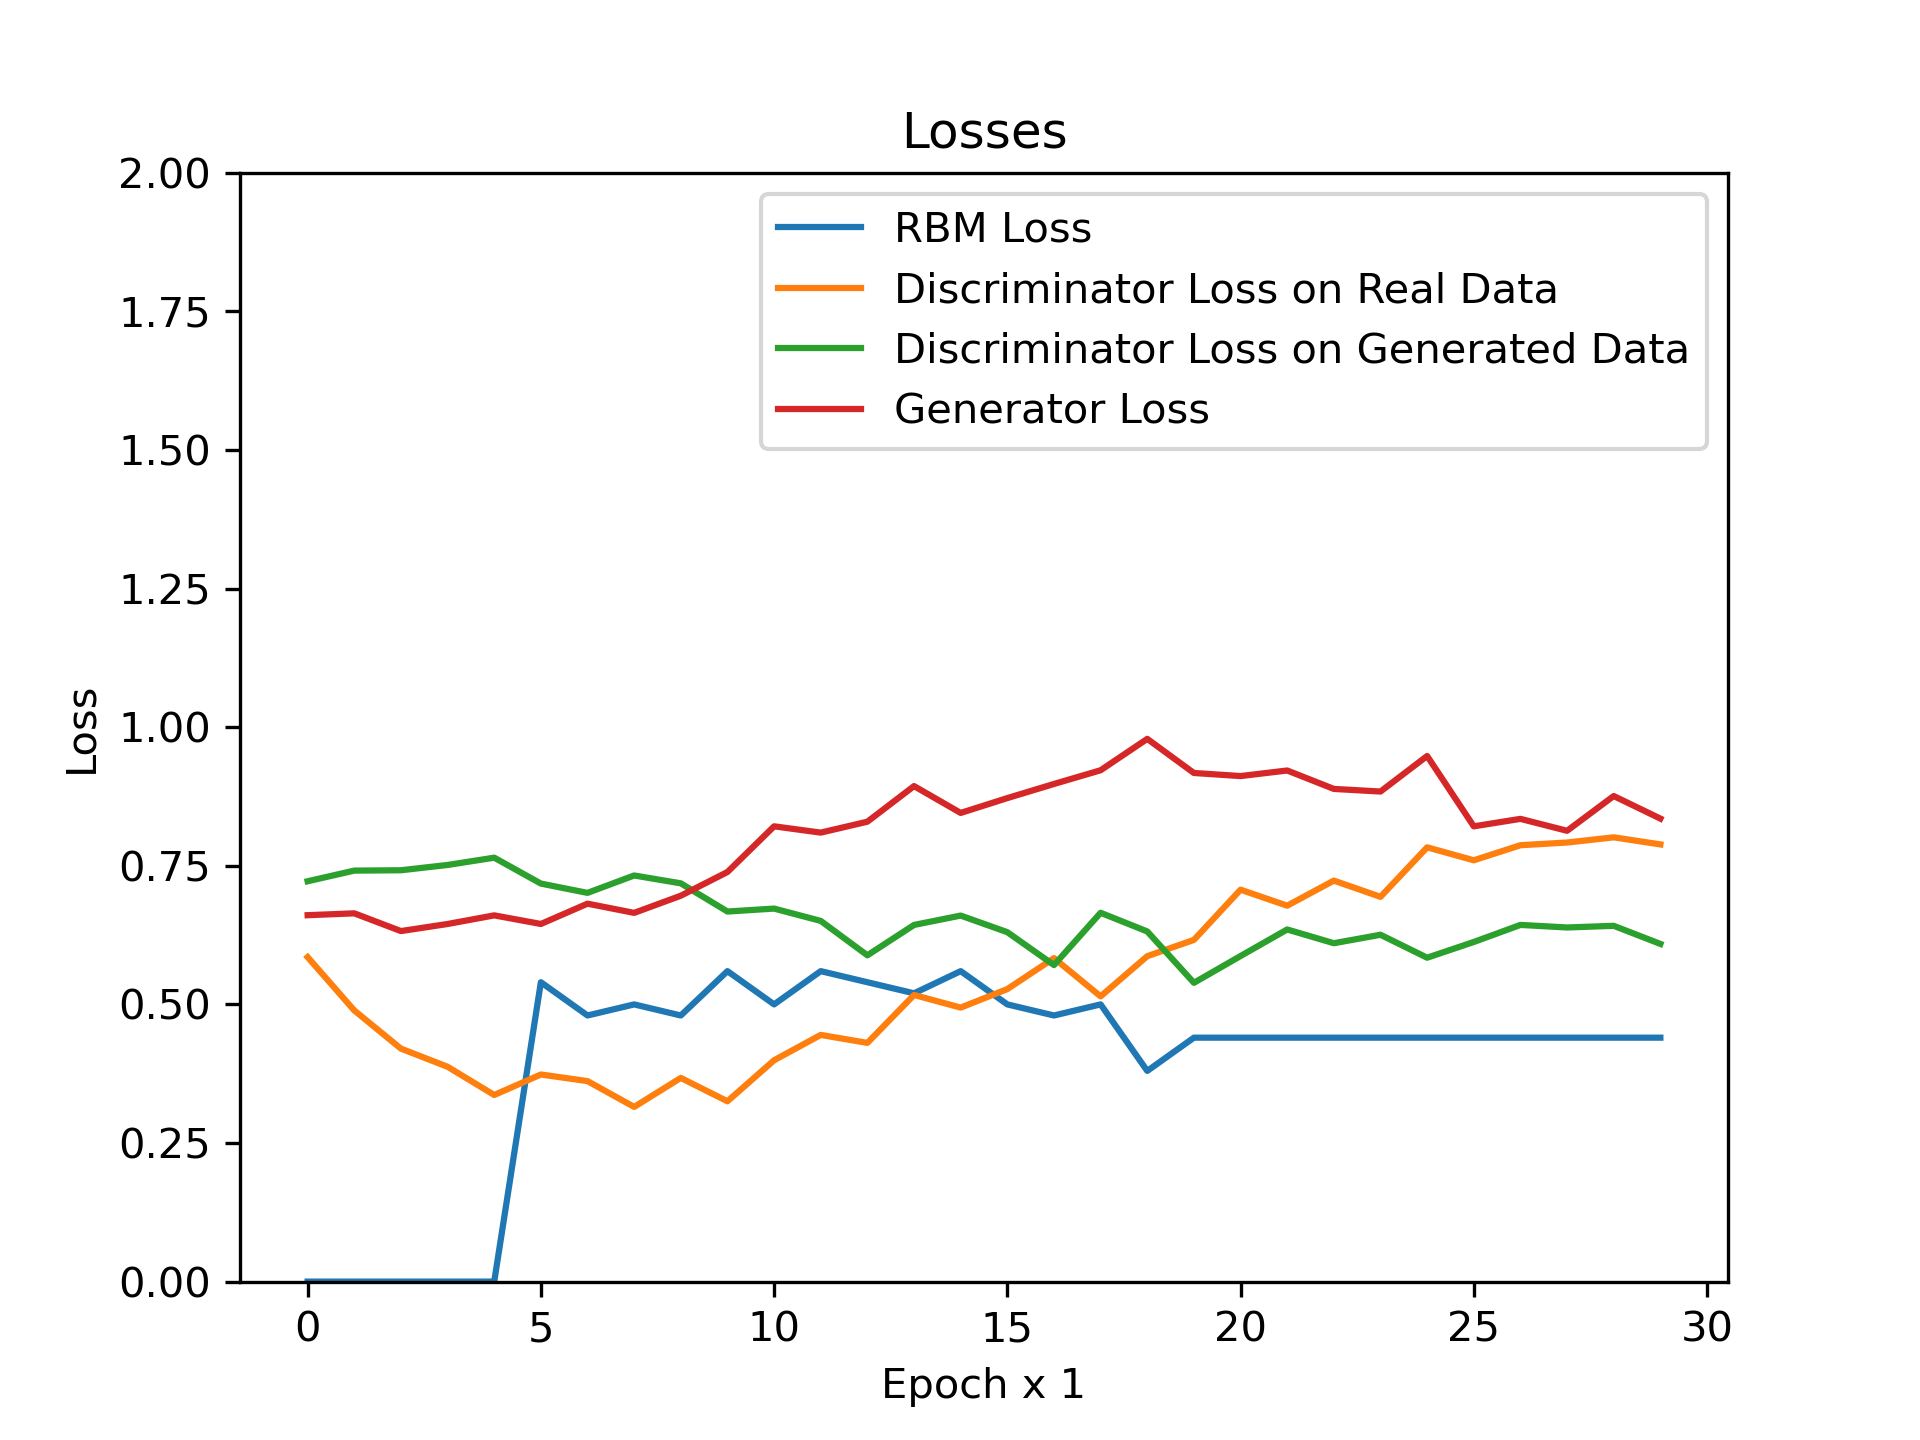 Losses
2.00
1.75
1.50
1.25
1.00
0.75
0.50
0.25
0.00
Loss
RBM Loss
Discriminator Loss on Real Data
Discriminator Loss on Generated Data
Generator Loss
0 5 10 15 20 25 30
Epoch x 1